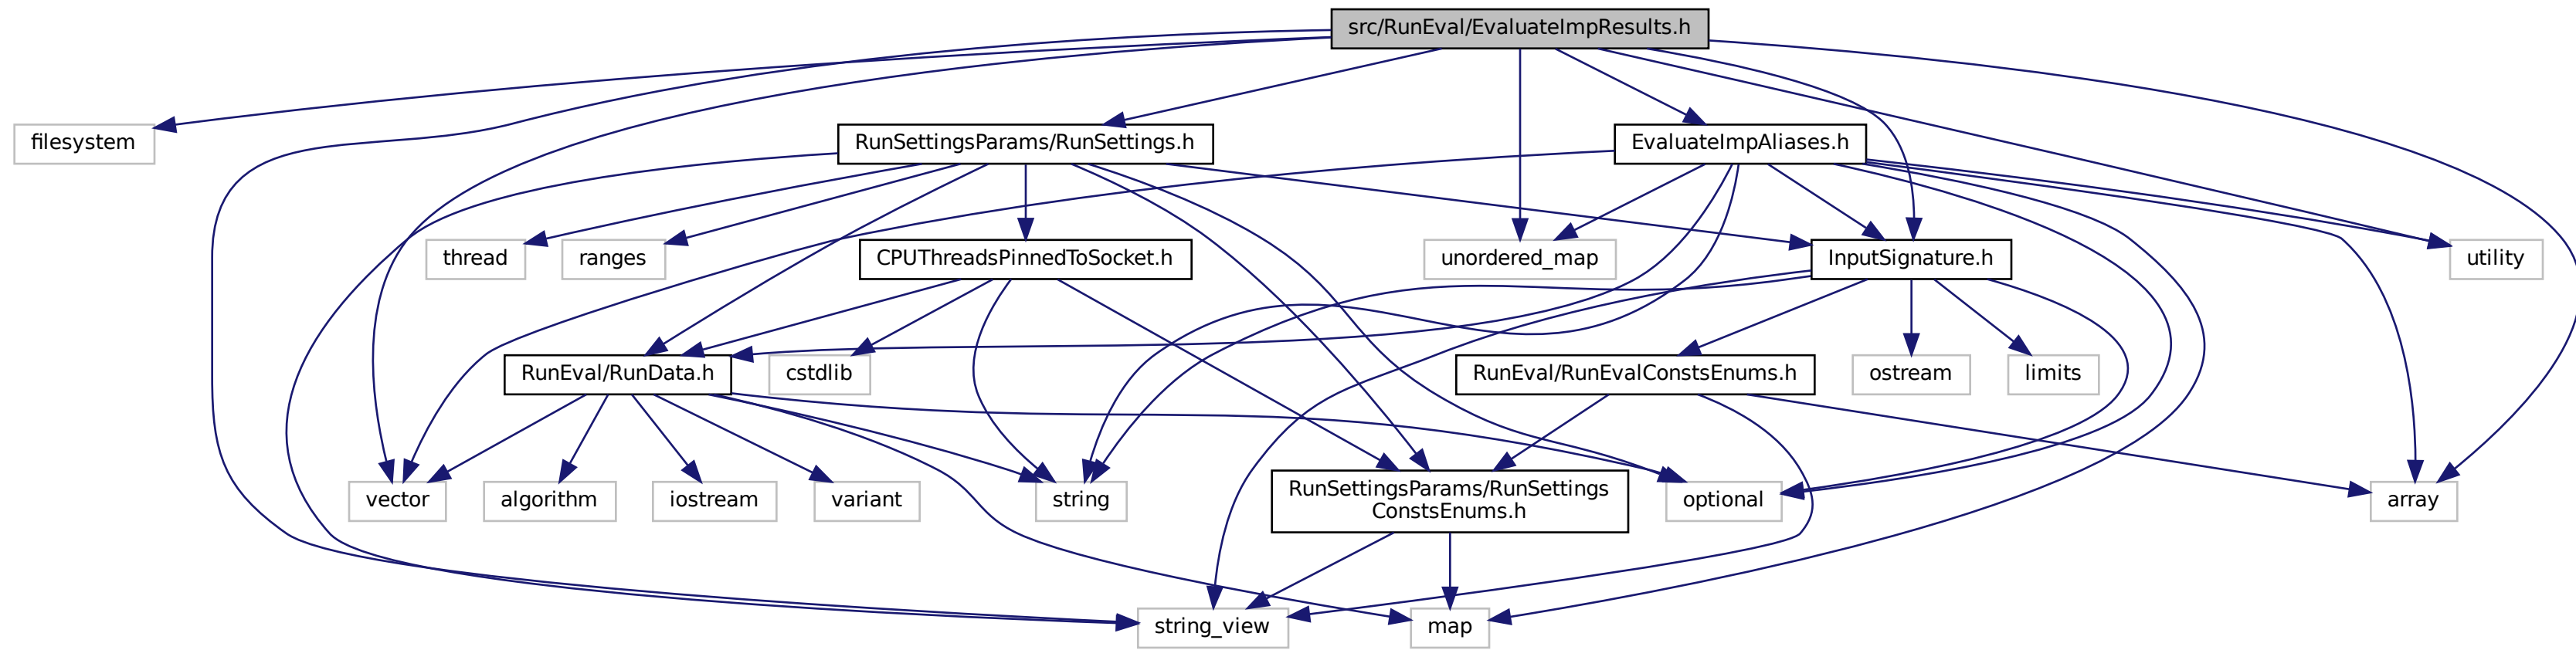 src/RunEval/EvaluateImpResults.h
filesystem
RunSettingsParams/RunSettings.h
EvaluateImpAliases.h
thread
ranges
CPUThreadsPinnedToSocket.h
unordered_map
InputSignature.h
utility
RunEval/RunData.h
cstdlib
RunEval/RunEvalConstsEnums.h
ostream
limits
vector
algorithm
iostream
variant
string
RunSettingsParams/RunSettings
ConstsEnums.h
optional
array
string_view
map